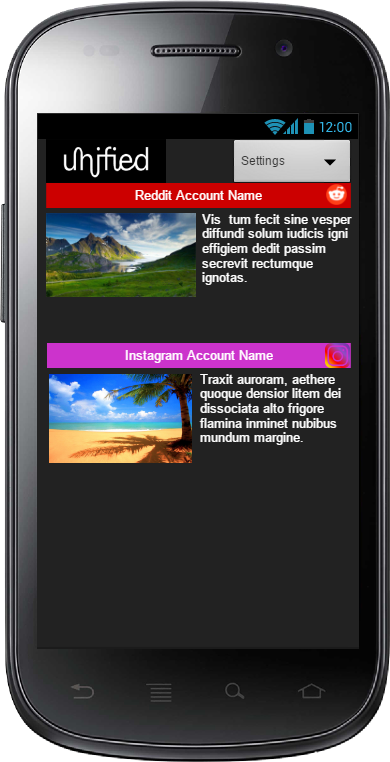 12:00
unified
Settings
Reddit Account Name
Vis tum fecit sine vesper
diffundi solum iudicis igni
effigiem dedit passim
secrevit rectumque
ignotas.
Instagram Account Name
Traxit auroram, aethere
quoque densior litem dei
dissociata alto frigore
flamina inminet nubibus
mundum margine.